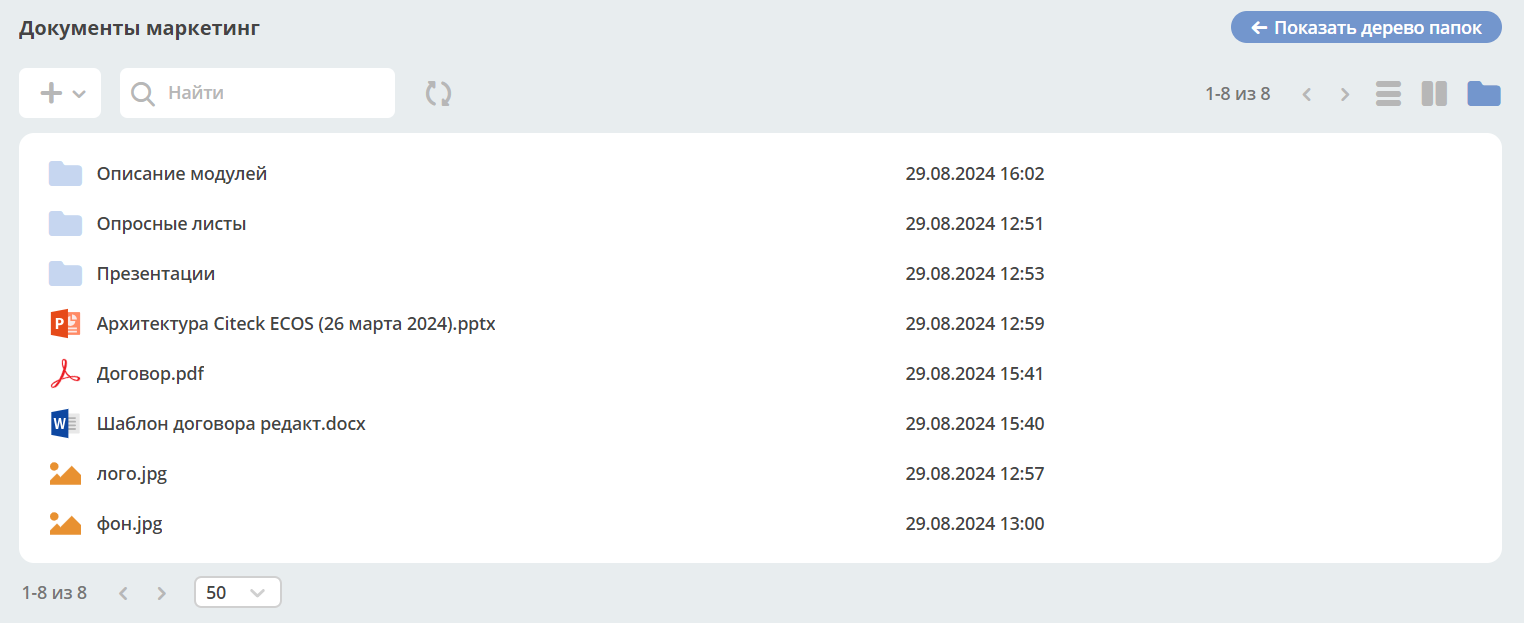 Документы маркетинг
← Показать дерево папок
Найти
1-8 из 8
Описание модулей 29.08.2024 16:02
Опросные листы 29.08.2024 12:51
Презентации 29.08.2024 12:53
Архитектура Citeck ECOS (26 марта 2024).pptx 29.08.2024 12:59
Договор.pdf 29.08.2024 15:41
Шаблон договора редакт.docx 29.08.2024 15:40
лого.jpg 29.08.2024 12:57
фон.jpg 29.08.2024 13:00
1-8 из 8
50